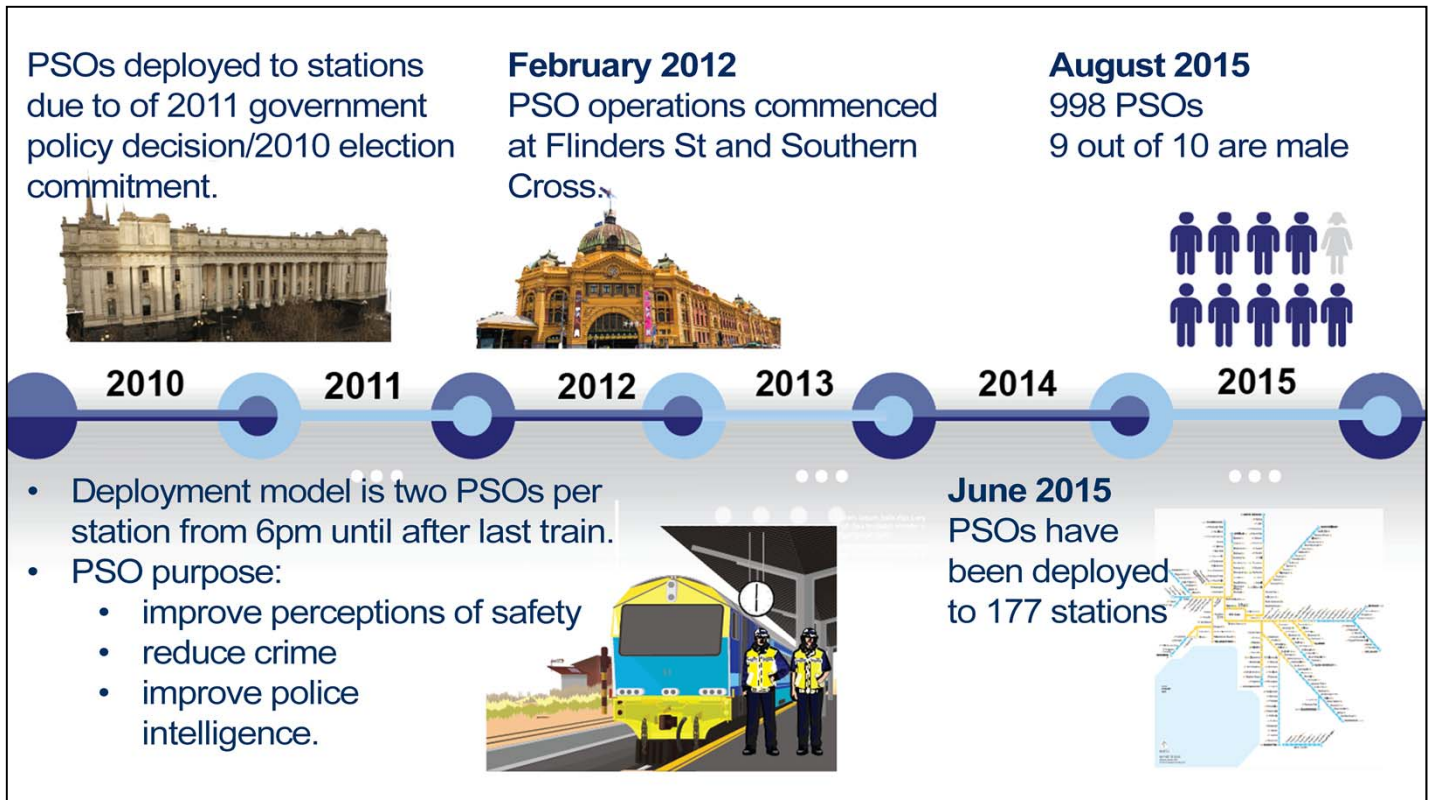 PSOs deployed to stations
due to of 2011 government
policy decision/2010 election
commitment.
February 2012
PSO operations commenced
at Flinders St and Southern
Cross.
August 2015
998 PSOs
9 out of 10 are male
2010
2011
2012
2013
2014
2015
• Deployment model is two PSOs per
station from 6pm until after last train.
• PSO purpose:
• improve perceptions of safety
• reduce crime
• improve police
intelligence.
June 2015
PSOs have
been deployed
to 177 stations